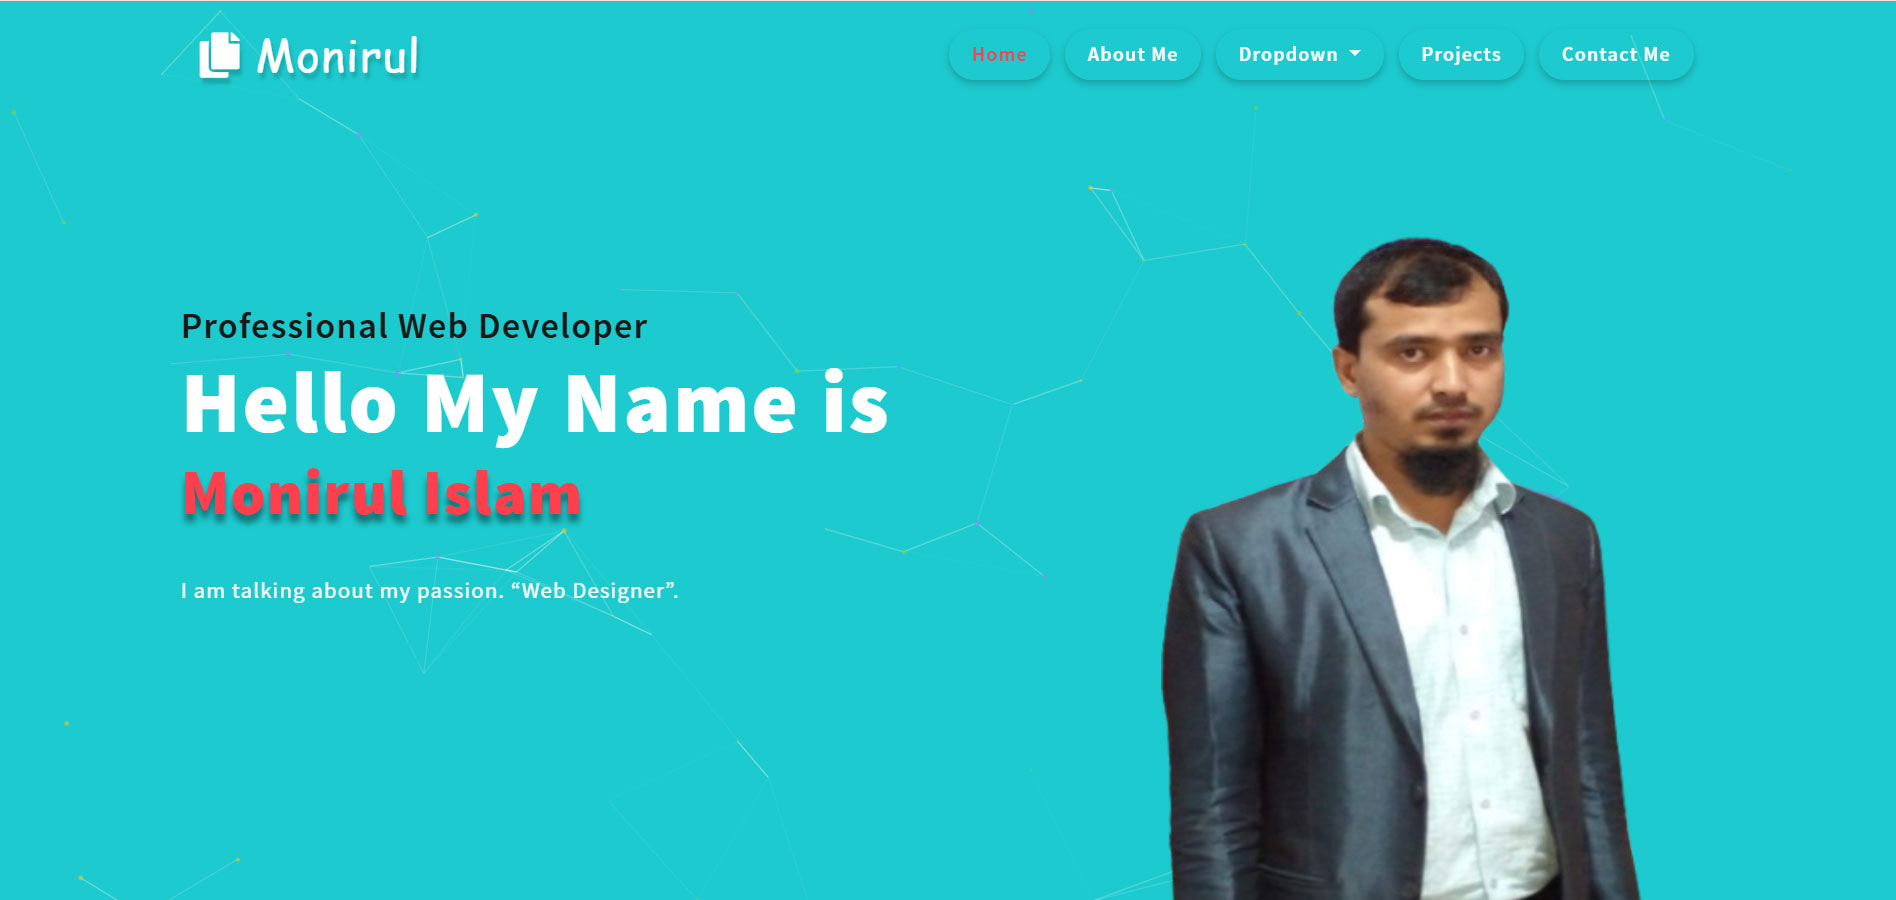 Monirul
Home About Me Dropdown Projects Contact Me
Professional Web Developer
Hello My Name is
Monirul Islam
I am talking about my passion. “Web Designer”.